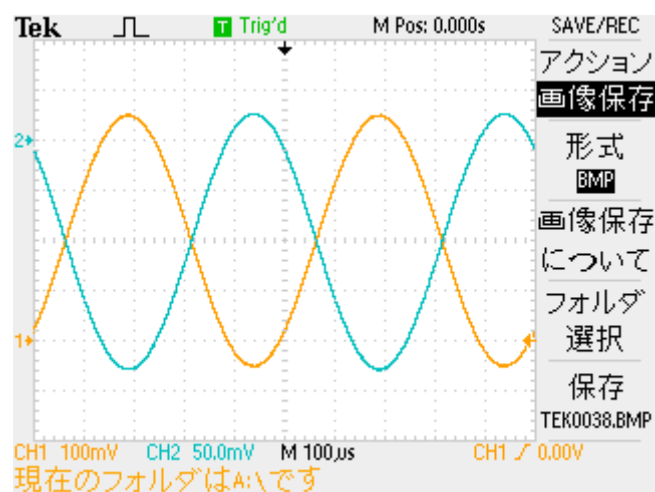 Tek T Trig'd M Pos: 0.000s SAVE/REC
アクション
画像保存
2
形式
BMP
画像保存
について
フォルダ
1
選択
保存
TEK0038.BMP
CH1 100mV CH2 50.0mV M 100µs CH1 0.00V
現在のフォルダはA:\です